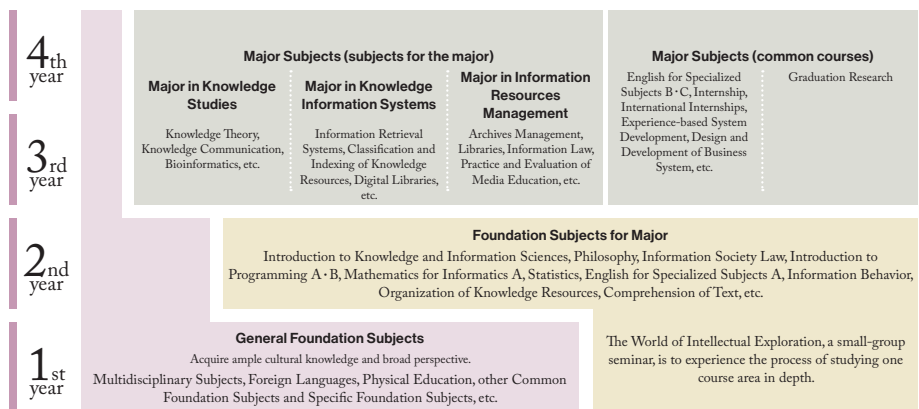 4th
year
3rd
year
2nd
year
1st
year
Major Subjects (subjects for the major)
Major in Knowledge
Studies
Knowledge Theory,
Knowledge Communication,
Bioinformatics, etc.
Major in Knowledge
Information Systems
Information Retrieval
Systems, Classification and
Indexing of Knowledge
Resources, Digital Libraries,
etc.
Major in Information
Resources
Management
Archives Management,
Libraries, Information Law,
Practice and Evaluation of
Media Education, etc.
Major Subjects (common courses)
English for Specialized
Subjects B・C, Internship,
International Internships,
Experience-based System
Development, Design and
Development of Business
System, etc.
Graduation Research
Foundation Subjects for Major
Introduction to Knowledge and Information Sciences, Philosophy, Information Society Law, Introduction to
Programming A・B, Mathematics for Informatics A, Statistics, English for Specialized Subjects A, Information Behavior,
Organization of Knowledge Resources, Comprehension of Text, etc.
General Foundation Subjects
Acquire ample cultural knowledge and broad perspective.
Multidisciplinary Subjects, Foreign Languages, Physical Education, other Common
Foundation Subjects and Specific Foundation Subjects, etc.
The World of Intellectual Exploration, a small-group
seminar, is to experience the process of studying one
course area in depth.